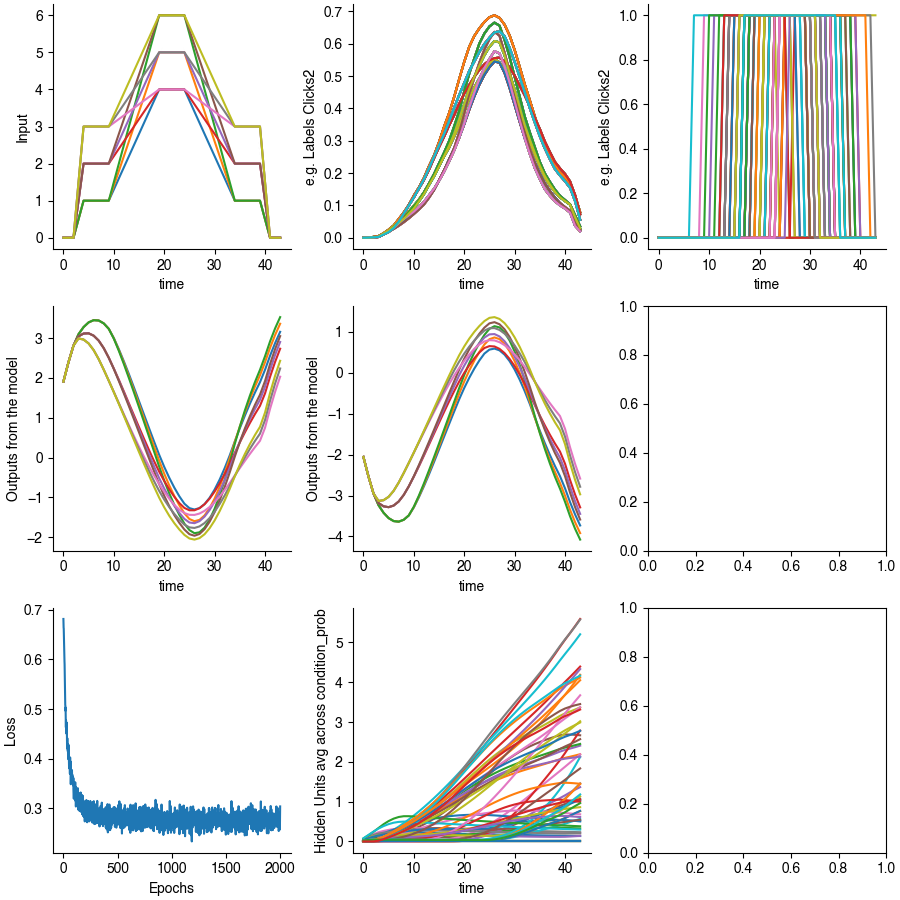 6
5
4
3
2
1
0
Input
0 10 20 30 40
time
0.7
0.6
0.5
0.4
0.3
0.2
0.1
0.0
e.g. Labels Clicks2
0 10 20 30 40
time
1.0
0.8
0.6
0.4
0.2
0.0
e.g. Labels Clicks2
0 10 20 30 40
time
3
2
1
0
−1
−2
Outputs from the model
0 10 20 30 40
time
1
0
−1
−2
−3
−4
Outputs from the model
0 10 20 30 40
time
1.0
0.8
0.6
0.4
0.2
0.0
0.0 0.2 0.4 0.6 0.8 1.0
0.7
0.6
0.5
0.4
0.3
Loss
0 500 1000 1500 2000
Epochs
5
4
3
2
1
0
Hidden Units avg across condition_prob
0 10 20 30 40
time
1.0
0.8
0.6
0.4
0.2
0.0
0.0 0.2 0.4 0.6 0.8 1.0